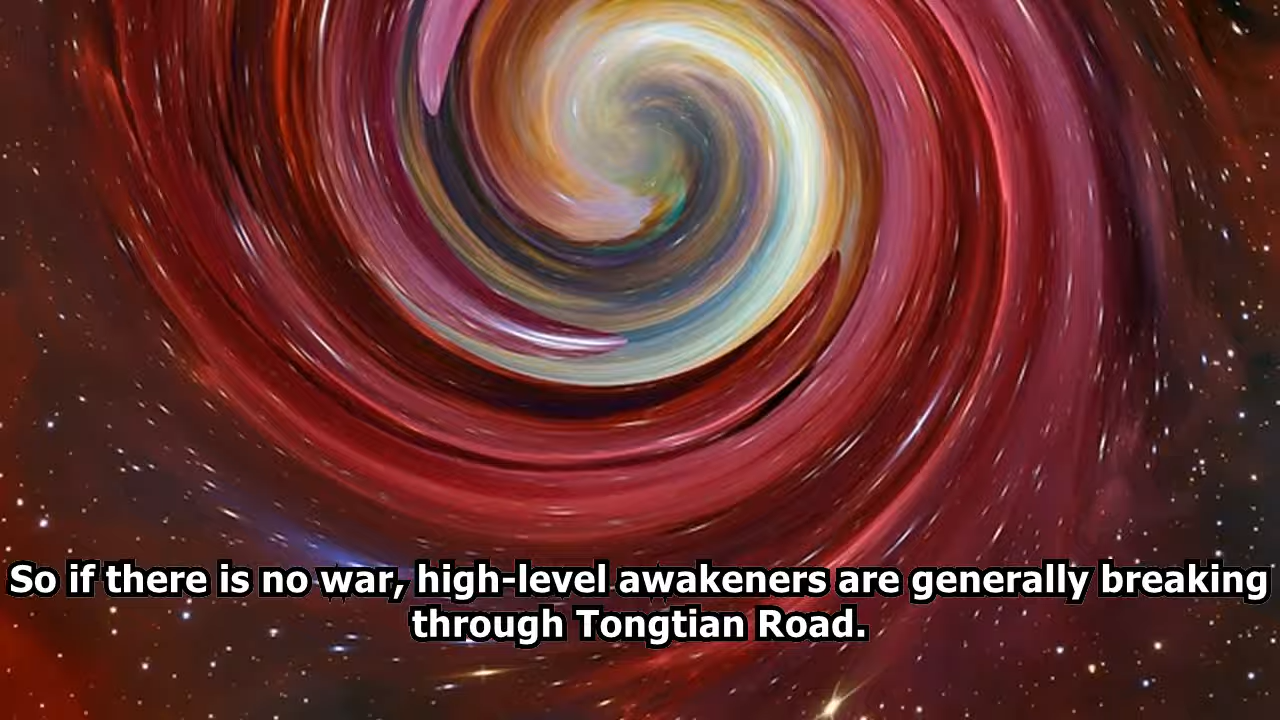 So if there is no war, high-level awakeners are generally breaking
through Tongtian Road.